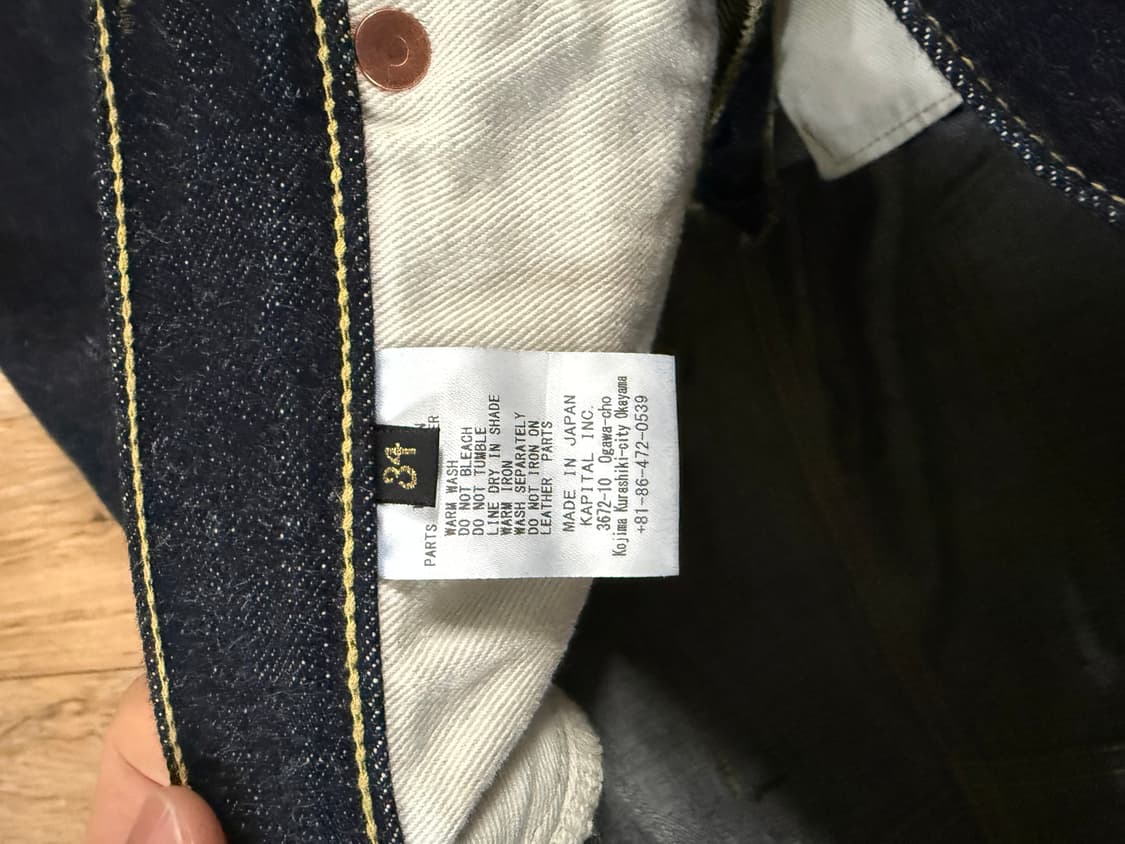 34
PARTS
WARM WASH
DO NOT BLEACH
DO NOT TUMBLE
LINE DRY IN SHADE
WARM IRON
WASH SEPARATELY
DO NOT IRON ON
LEATHER PARTS
MADE IN JAPAN
KAPITAL INC.
3672-10 Ogawa-cho
Kojima Kurashiki-city Okayama
+81-86-472-0539